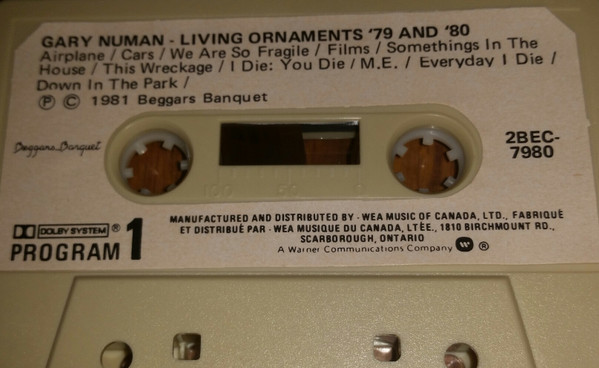 GARY NUMAN - LIVING ORNAMENTS '79 AND '80
Airplane / Cars / We Are So Fragile / Films / Somethings In The
House / This Wreckage / I Die: You Die / M.E. / Everyday I Die /
Down In The Park /
Ⓟ Ⓒ 1981 Beggars Banquet
Beggars Banquet
2BEC-
7980
100 50 0
DOLBY SYSTEM ®
PROGRAM 1
MANUFACTURED AND DISTRIBUTED BY - WEA MUSIC OF CANADA, LTD., FABRIQUÉ
ET DISTRIBUÉ PAR - WEA MUSIQUE DU CANADA, LTÉE., 1810 BIRCHMOUNT RD.,
SCARBOROUGH, ONTARIO
A Warner Communications Company ®